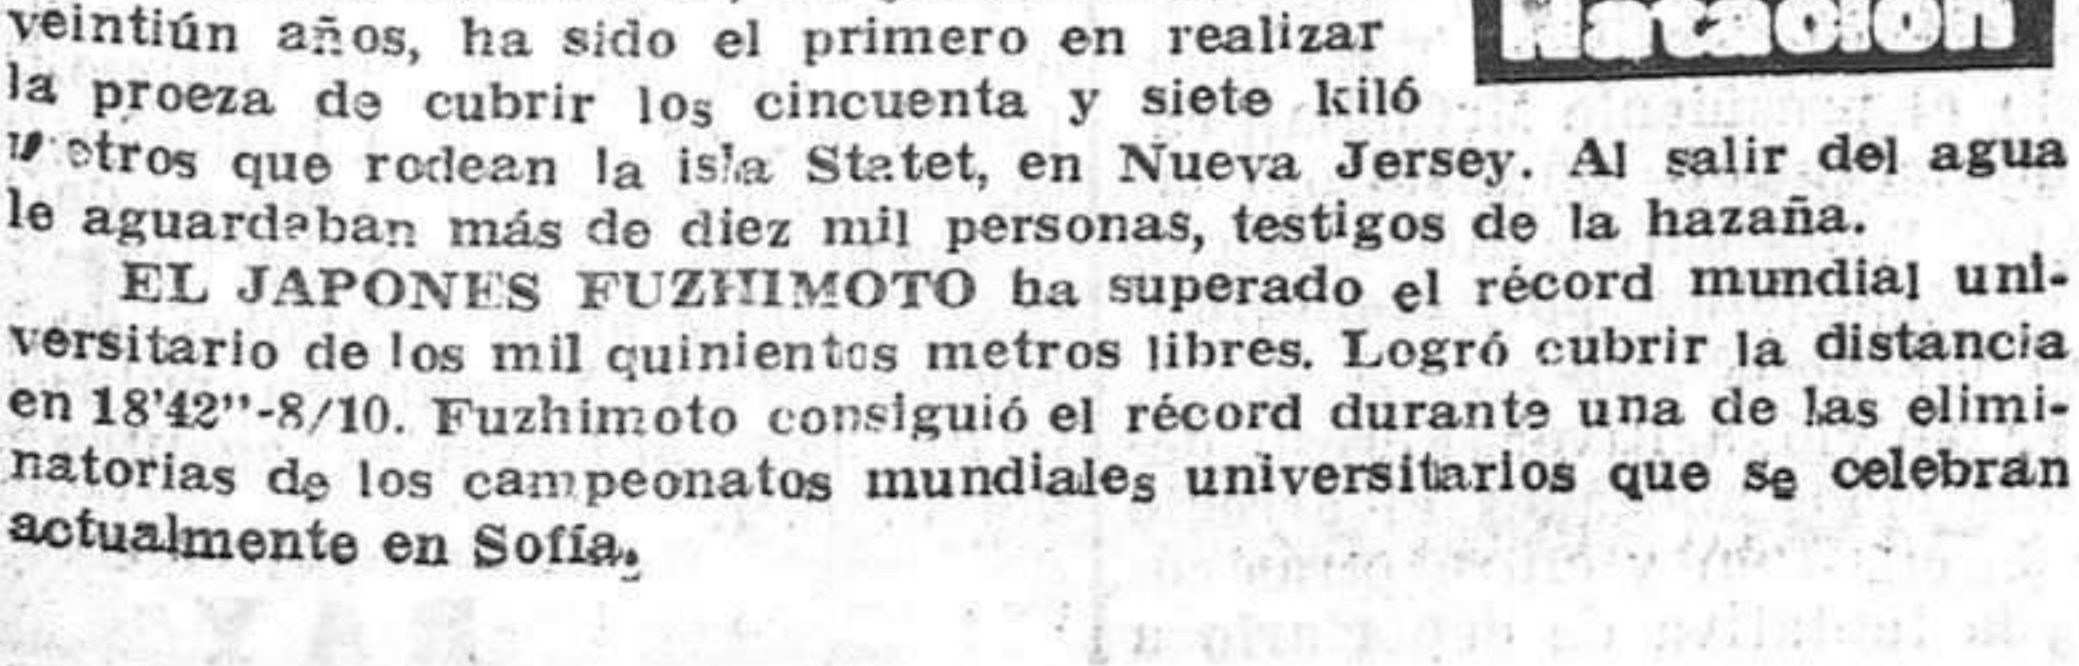 Natación
veintiún años, ha sido el primero en realizar
la proeza de cubrir los cincuenta y siete kiló
metros que rodean la isla Statet, en Nueva Jersey. Al salir del agua
le aguardaban más de diez mil personas, testigos de la hazaña.
EL JAPONES FUZHIMOTO ha superado el récord mundial uni-
versitario de los mil quinientos metros libres. Logró cubrir la distancia
en 18'42"-8/10. Fuzhimoto consiguió el récord durante una de las elimi-
natorias de los campeonatos mundiales universitarios que se celebran
actualmente en Sofía.